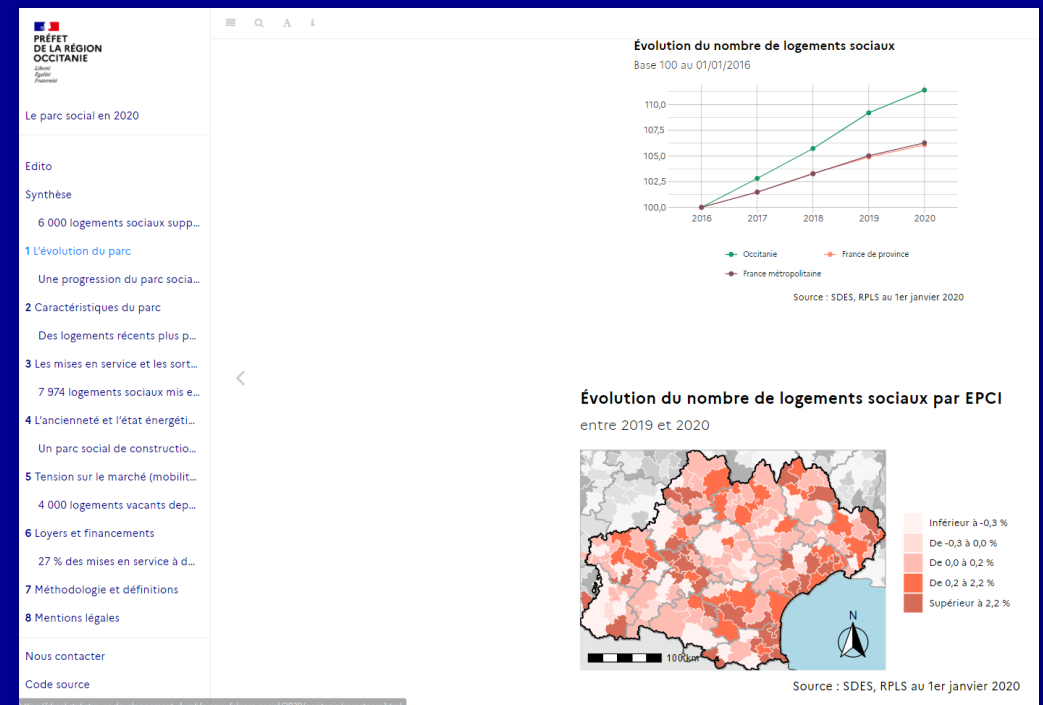 PRÉFET
DE LA RÉGION
OCCITANIE
Liberté
Égalité
Fraternité
Le parc social en 2020
Edito
Synthèse
6 000 logements sociaux supp...
1 L'évolution du parc
Une progression du parc socia...
2 Caractéristiques du parc
Des logements récents plus p...
3 Les mises en service et les sort...
7 974 logements sociaux mis e...
4 L'ancienneté et l'état énergéti...
Un parc social de constructio...
5 Tension sur le marché (mobilit...
4 000 logements vacants dep...
6 Loyers et financements
27 % des mises en service à d...
7 Méthodologie et définitions
8 Mentions légales
Nous contacter
Code source
Évolution du nombre de logements sociaux
Base 100 au 01/01/2016
110,0
107,5
105,0
102,5
100,0
2016 2017 2018 2019 2020
Occitanie France de province
France métropolitaine
Source : SDES, RPLS au 1er janvier 2020
Évolution du nombre de logements sociaux par EPCI
entre 2019 et 2020
Inférieur à -0,3 %
De -0,3 à 0,0 %
De 0,0 à 0,2 %
De 0,2 à 2,2 %
Supérieur à 2,2 %
N
100km
Source : SDES, RPLS au 1er janvier 2020